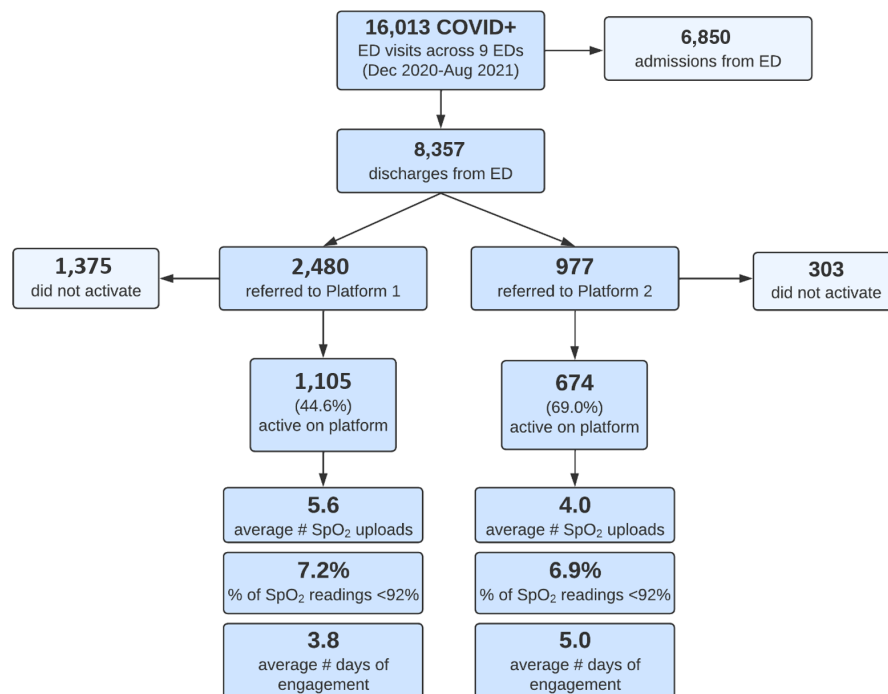 16,013 COVID+
ED visits across 9 EDs
(Dec 2020-Aug 2021)
6,850
admissions from ED
8,357
discharges from ED
1,375
did not activate
2,480
referred to Platform 1
977
referred to Platform 2
303
did not activate
1,105
(44.6%)
active on platform
674
(69.0%)
active on platform
5.6
average # SpO₂ uploads
4.0
average # SpO₂ uploads
7.2%
% of SpO₂ readings <92%
6.9%
% of SpO₂ readings <92%
3.8
average # days of
engagement
5.0
average # days of
engagement